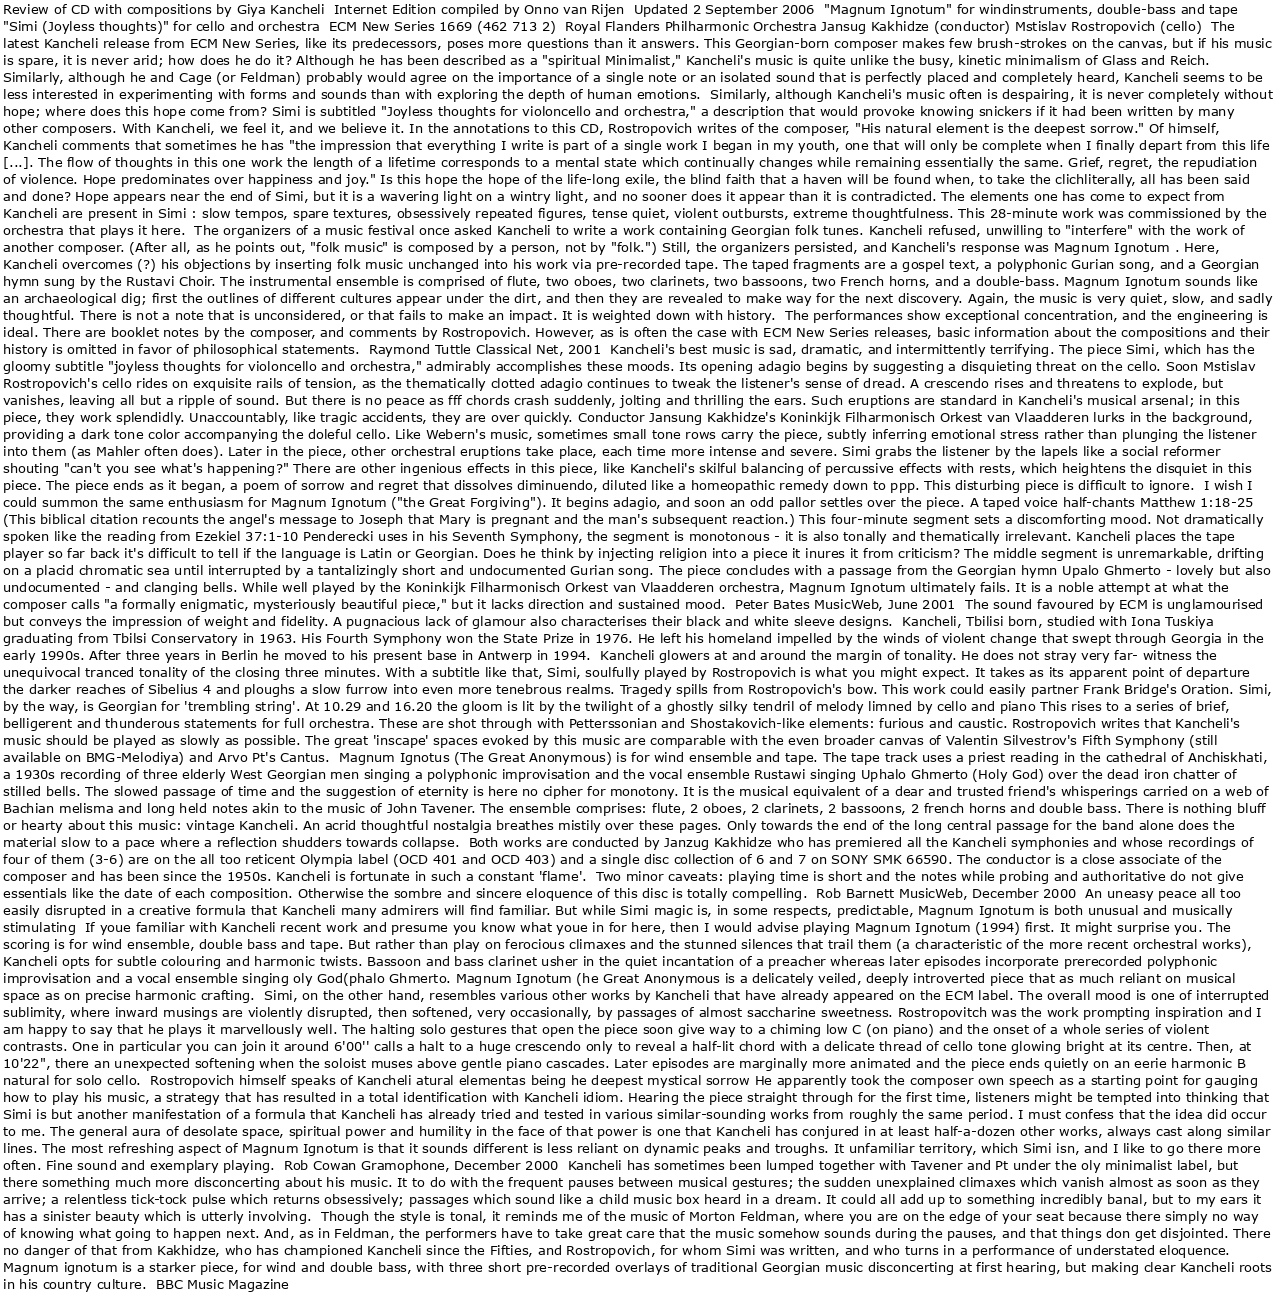 Review of CD with compositions by Giya Kancheli  Internet Edition compiled by Onno van Rijen  Updated 2 September 2006  "Magnum Ignotum" for windinstruments, double-bass and tape
"Simi (Joyless thoughts)" for cello and orchestra  ECM New Series 1669 (462 713 2)  Royal Flanders Philharmonic Orchestra Jansug Kakhidze (conductor) Mstislav Rostropovich (cello)  The
latest Kancheli release from ECM New Series, like its predecessors, poses more questions than it answers. This Georgian-born composer makes few brush-strokes on the canvas, but if his music
is spare, it is never arid; how does he do it? Although he has been described as a "spiritual Minimalist," Kancheli's music is quite unlike the busy, kinetic minimalism of Glass and Reich.
Similarly, although he and Cage (or Feldman) probably would agree on the importance of a single note or an isolated sound that is perfectly placed and completely heard, Kancheli seems to be
less interested in experimenting with forms and sounds than with exploring the depth of human emotions.  Similarly, although Kancheli's music often is despairing, it is never completely without
hope; where does this hope come from? Simi is subtitled "Joyless thoughts for violoncello and orchestra," a description that would provoke knowing snickers if it had been written by many
other composers. With Kancheli, we feel it, and we believe it. In the annotations to this CD, Rostropovich writes of the composer, "His natural element is the deepest sorrow." Of himself,
Kancheli comments that sometimes he has "the impression that everything I write is part of a single work I began in my youth, one that will only be complete when I finally depart from this life
[...]. The flow of thoughts in this one work the length of a lifetime corresponds to a mental state which continually changes while remaining essentially the same. Grief, regret, the repudiation
of violence. Hope predominates over happiness and joy." Is this hope the hope of the life-long exile, the blind faith that a haven will be found when, to take the clichliterally, all has been said
and done? Hope appears near the end of Simi, but it is a wavering light on a wintry light, and no sooner does it appear than it is contradicted. The elements one has come to expect from
Kancheli are present in Simi : slow tempos, spare textures, obsessively repeated figures, tense quiet, violent outbursts, extreme thoughtfulness. This 28-minute work was commissioned by the
orchestra that plays it here.  The organizers of a music festival once asked Kancheli to write a work containing Georgian folk tunes. Kancheli refused, unwilling to "interfere" with the work of
another composer. (After all, as he points out, "folk music" is composed by a person, not by "folk.") Still, the organizers persisted, and Kancheli's response was Magnum Ignotum . Here,
Kancheli overcomes (?) his objections by inserting folk music unchanged into his work via pre-recorded tape. The taped fragments are a gospel text, a polyphonic Gurian song, and a Georgian
hymn sung by the Rustavi Choir. The instrumental ensemble is comprised of flute, two oboes, two clarinets, two bassoons, two French horns, and a double-bass. Magnum Ignotum sounds like
an archaeological dig; first the outlines of different cultures appear under the dirt, and then they are revealed to make way for the next discovery. Again, the music is very quiet, slow, and sadly
thoughtful. There is not a note that is unconsidered, or that fails to make an impact. It is weighted down with history.  The performances show exceptional concentration, and the engineering is
ideal. There are booklet notes by the composer, and comments by Rostropovich. However, as is often the case with ECM New Series releases, basic information about the compositions and their
history is omitted in favor of philosophical statements.  Raymond Tuttle Classical Net, 2001  Kancheli's best music is sad, dramatic, and intermittently terrifying. The piece Simi, which has the
gloomy subtitle "joyless thoughts for violoncello and orchestra," admirably accomplishes these moods. Its opening adagio begins by suggesting a disquieting threat on the cello. Soon Mstislav
Rostropovich's cello rides on exquisite rails of tension, as the thematically clotted adagio continues to tweak the listener's sense of dread. A crescendo rises and threatens to explode, but
vanishes, leaving all but a ripple of sound. But there is no peace as fff chords crash suddenly, jolting and thrilling the ears. Such eruptions are standard in Kancheli's musical arsenal; in this
piece, they work splendidly. Unaccountably, like tragic accidents, they are over quickly. Conductor Jansung Kakhidze's Koninkijk Filharmonisch Orkest van Vlaadderen lurks in the background,
providing a dark tone color accompanying the doleful cello. Like Webern's music, sometimes small tone rows carry the piece, subtly inferring emotional stress rather than plunging the listener
into them (as Mahler often does). Later in the piece, other orchestral eruptions take place, each time more intense and severe. Simi grabs the listener by the lapels like a social reformer
shouting "can't you see what's happening?" There are other ingenious effects in this piece, like Kancheli's skilful balancing of percussive effects with rests, which heightens the disquiet in this
piece. The piece ends as it began, a poem of sorrow and regret that dissolves diminuendo, diluted like a homeopathic remedy down to ppp. This disturbing piece is difficult to ignore.  I wish I
could summon the same enthusiasm for Magnum Ignotum ("the Great Forgiving"). It begins adagio, and soon an odd pallor settles over the piece. A taped voice half-chants Matthew 1:18-25
(This biblical citation recounts the angel's message to Joseph that Mary is pregnant and the man's subsequent reaction.) This four-minute segment sets a discomforting mood. Not dramatically
spoken like the reading from Ezekiel 37:1-10 Penderecki uses in his Seventh Symphony, the segment is monotonous - it is also tonally and thematically irrelevant. Kancheli places the tape
player so far back it's difficult to tell if the language is Latin or Georgian. Does he think by injecting religion into a piece it inures it from criticism? The middle segment is unremarkable, drifting
on a placid chromatic sea until interrupted by a tantalizingly short and undocumented Gurian song. The piece concludes with a passage from the Georgian hymn Upalo Ghmerto - lovely but also
undocumented - and clanging bells. While well played by the Koninkijk Filharmonisch Orkest van Vlaadderen orchestra, Magnum Ignotum ultimately fails. It is a noble attempt at what the
composer calls "a formally enigmatic, mysteriously beautiful piece," but it lacks direction and sustained mood.  Peter Bates MusicWeb, June 2001  The sound favoured by ECM is unglamourised
but conveys the impression of weight and fidelity. A pugnacious lack of glamour also characterises their black and white sleeve designs.  Kancheli, Tbilisi born, studied with Iona Tuskiya
graduating from Tbilsi Conservatory in 1963. His Fourth Symphony won the State Prize in 1976. He left his homeland impelled by the winds of violent change that swept through Georgia in the
early 1990s. After three years in Berlin he moved to his present base in Antwerp in 1994.  Kancheli glowers at and around the margin of tonality. He does not stray very far- witness the
unequivocal tranced tonality of the closing three minutes. With a subtitle like that, Simi, soulfully played by Rostropovich is what you might expect. It takes as its apparent point of departure
the darker reaches of Sibelius 4 and ploughs a slow furrow into even more tenebrous realms. Tragedy spills from Rostropovich's bow. This work could easily partner Frank Bridge's Oration. Simi,
by the way, is Georgian for 'trembling string'. At 10.29 and 16.20 the gloom is lit by the twilight of a ghostly silky tendril of melody limned by cello and piano This rises to a series of brief,
belligerent and thunderous statements for full orchestra. These are shot through with Petterssonian and Shostakovich-like elements: furious and caustic. Rostropovich writes that Kancheli's
music should be played as slowly as possible. The great 'inscape' spaces evoked by this music are comparable with the even broader canvas of Valentin Silvestrov's Fifth Symphony (still
available on BMG-Melodiya) and Arvo Pt's Cantus.  Magnum Ignotus (The Great Anonymous) is for wind ensemble and tape. The tape track uses a priest reading in the cathedral of Anchiskhati,
a 1930s recording of three elderly West Georgian men singing a polyphonic improvisation and the vocal ensemble Rustawi singing Uphalo Ghmerto (Holy God) over the dead iron chatter of
stilled bells. The slowed passage of time and the suggestion of eternity is here no cipher for monotony. It is the musical equivalent of a dear and trusted friend's whisperings carried on a web of
Bachian melisma and long held notes akin to the music of John Tavener. The ensemble comprises: flute, 2 oboes, 2 clarinets, 2 bassoons, 2 french horns and double bass. There is nothing bluff
or hearty about this music: vintage Kancheli. An acrid thoughtful nostalgia breathes mistily over these pages. Only towards the end of the long central passage for the band alone does the
material slow to a pace where a reflection shudders towards collapse.  Both works are conducted by Janzug Kakhidze who has premiered all the Kancheli symphonies and whose recordings of
four of them (3-6) are on the all too reticent Olympia label (OCD 401 and OCD 403) and a single disc collection of 6 and 7 on SONY SMK 66590. The conductor is a close associate of the
composer and has been since the 1950s. Kancheli is fortunate in such a constant 'flame'.  Two minor caveats: playing time is short and the notes while probing and authoritative do not give
essentials like the date of each composition. Otherwise the sombre and sincere eloquence of this disc is totally compelling.  Rob Barnett MusicWeb, December 2000  An uneasy peace all too
easily disrupted in a creative formula that Kancheli many admirers will find familiar. But while Simi magic is, in some respects, predictable, Magnum Ignotum is both unusual and musically
stimulating  If youe familiar with Kancheli recent work and presume you know what youe in for here, then I would advise playing Magnum Ignotum (1994) first. It might surprise you. The
scoring is for wind ensemble, double bass and tape. But rather than play on ferocious climaxes and the stunned silences that trail them (a characteristic of the more recent orchestral works),
Kancheli opts for subtle colouring and harmonic twists. Bassoon and bass clarinet usher in the quiet incantation of a preacher whereas later episodes incorporate prerecorded polyphonic
improvisation and a vocal ensemble singing oly God(phalo Ghmerto. Magnum Ignotum (he Great Anonymous is a delicately veiled, deeply introverted piece that as much reliant on musical
space as on precise harmonic crafting.  Simi, on the other hand, resembles various other works by Kancheli that have already appeared on the ECM label. The overall mood is one of interrupted
sublimity, where inward musings are violently disrupted, then softened, very occasionally, by passages of almost saccharine sweetness. Rostropovitch was the work prompting inspiration and I
am happy to say that he plays it marvellously well. The halting solo gestures that open the piece soon give way to a chiming low C (on piano) and the onset of a whole series of violent
contrasts. One in particular you can join it around 6'00'' calls a halt to a huge crescendo only to reveal a half-lit chord with a delicate thread of cello tone glowing bright at its centre. Then, at
10'22", there an unexpected softening when the soloist muses above gentle piano cascades. Later episodes are marginally more animated and the piece ends quietly on an eerie harmonic B
natural for solo cello.  Rostropovich himself speaks of Kancheli atural elementas being he deepest mystical sorrow He apparently took the composer own speech as a starting point for gauging
how to play his music, a strategy that has resulted in a total identification with Kancheli idiom. Hearing the piece straight through for the first time, listeners might be tempted into thinking that
Simi is but another manifestation of a formula that Kancheli has already tried and tested in various similar-sounding works from roughly the same period. I must confess that the idea did occur
to me. The general aura of desolate space, spiritual power and humility in the face of that power is one that Kancheli has conjured in at least half-a-dozen other works, always cast along similar
lines. The most refreshing aspect of Magnum Ignotum is that it sounds different is less reliant on dynamic peaks and troughs. It unfamiliar territory, which Simi isn, and I like to go there more
often. Fine sound and exemplary playing.  Rob Cowan Gramophone, December 2000  Kancheli has sometimes been lumped together with Tavener and Pt under the oly minimalist label, but
there something much more disconcerting about his music. It to do with the frequent pauses between musical gestures; the sudden unexplained climaxes which vanish almost as soon as they
arrive; a relentless tick-tock pulse which returns obsessively; passages which sound like a child music box heard in a dream. It could all add up to something incredibly banal, but to my ears it
has a sinister beauty which is utterly involving.  Though the style is tonal, it reminds me of the music of Morton Feldman, where you are on the edge of your seat because there simply no way
of knowing what going to happen next. And, as in Feldman, the performers have to take great care that the music somehow sounds during the pauses, and that things don get disjointed. There
no danger of that from Kakhidze, who has championed Kancheli since the Fifties, and Rostropovich, for whom Simi was written, and who turns in a performance of understated eloquence.
Magnum ignotum is a starker piece, for wind and double bass, with three short pre-recorded overlays of traditional Georgian music disconcerting at first hearing, but making clear Kancheli roots
in his country culture.  BBC Music Magazine